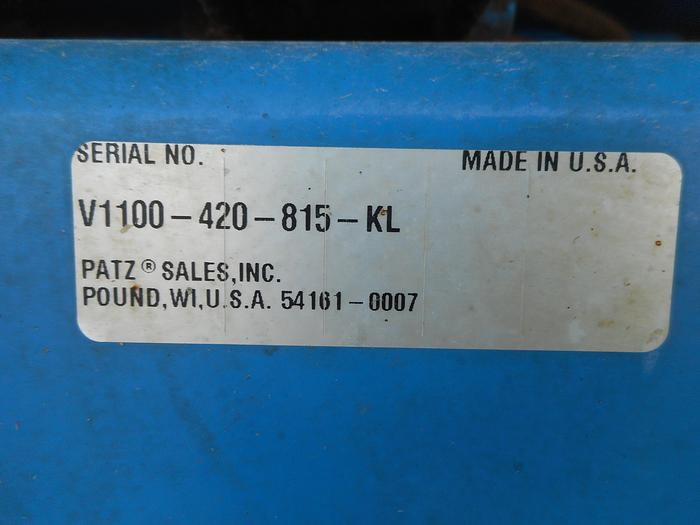 SERIAL NO. MADE IN U.S.A.
V1100-420-815-KL
PATZ® SALES, INC.
POUND, WI, U.S.A. 54161-0007